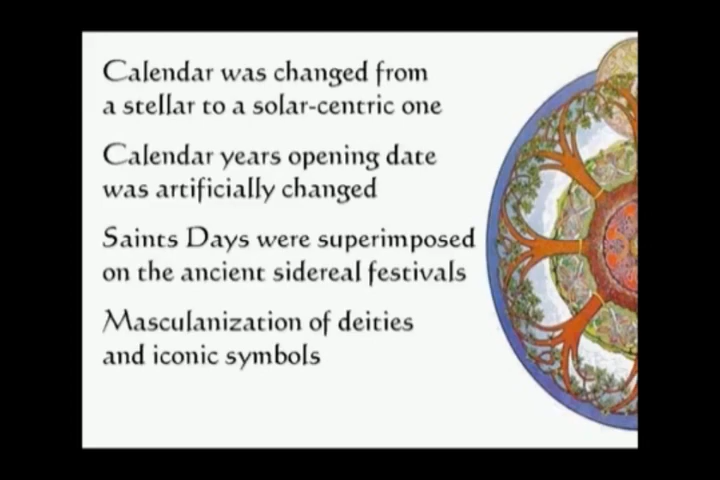 Calendar was changed from
a stellar to a solar-centric one
Calendar years opening date
was artificially changed
Saints Days were superimposed
on the ancient sidereal festivals
Masculanization of deities
and iconic symbols